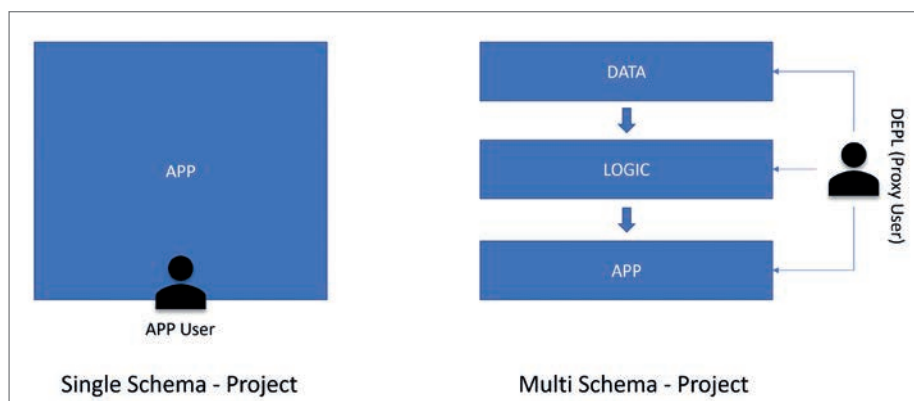 APP
APP User
Single Schema - Project
DATA
LOGIC
APP
DEPL (Proxy User)
Multi Schema - Project